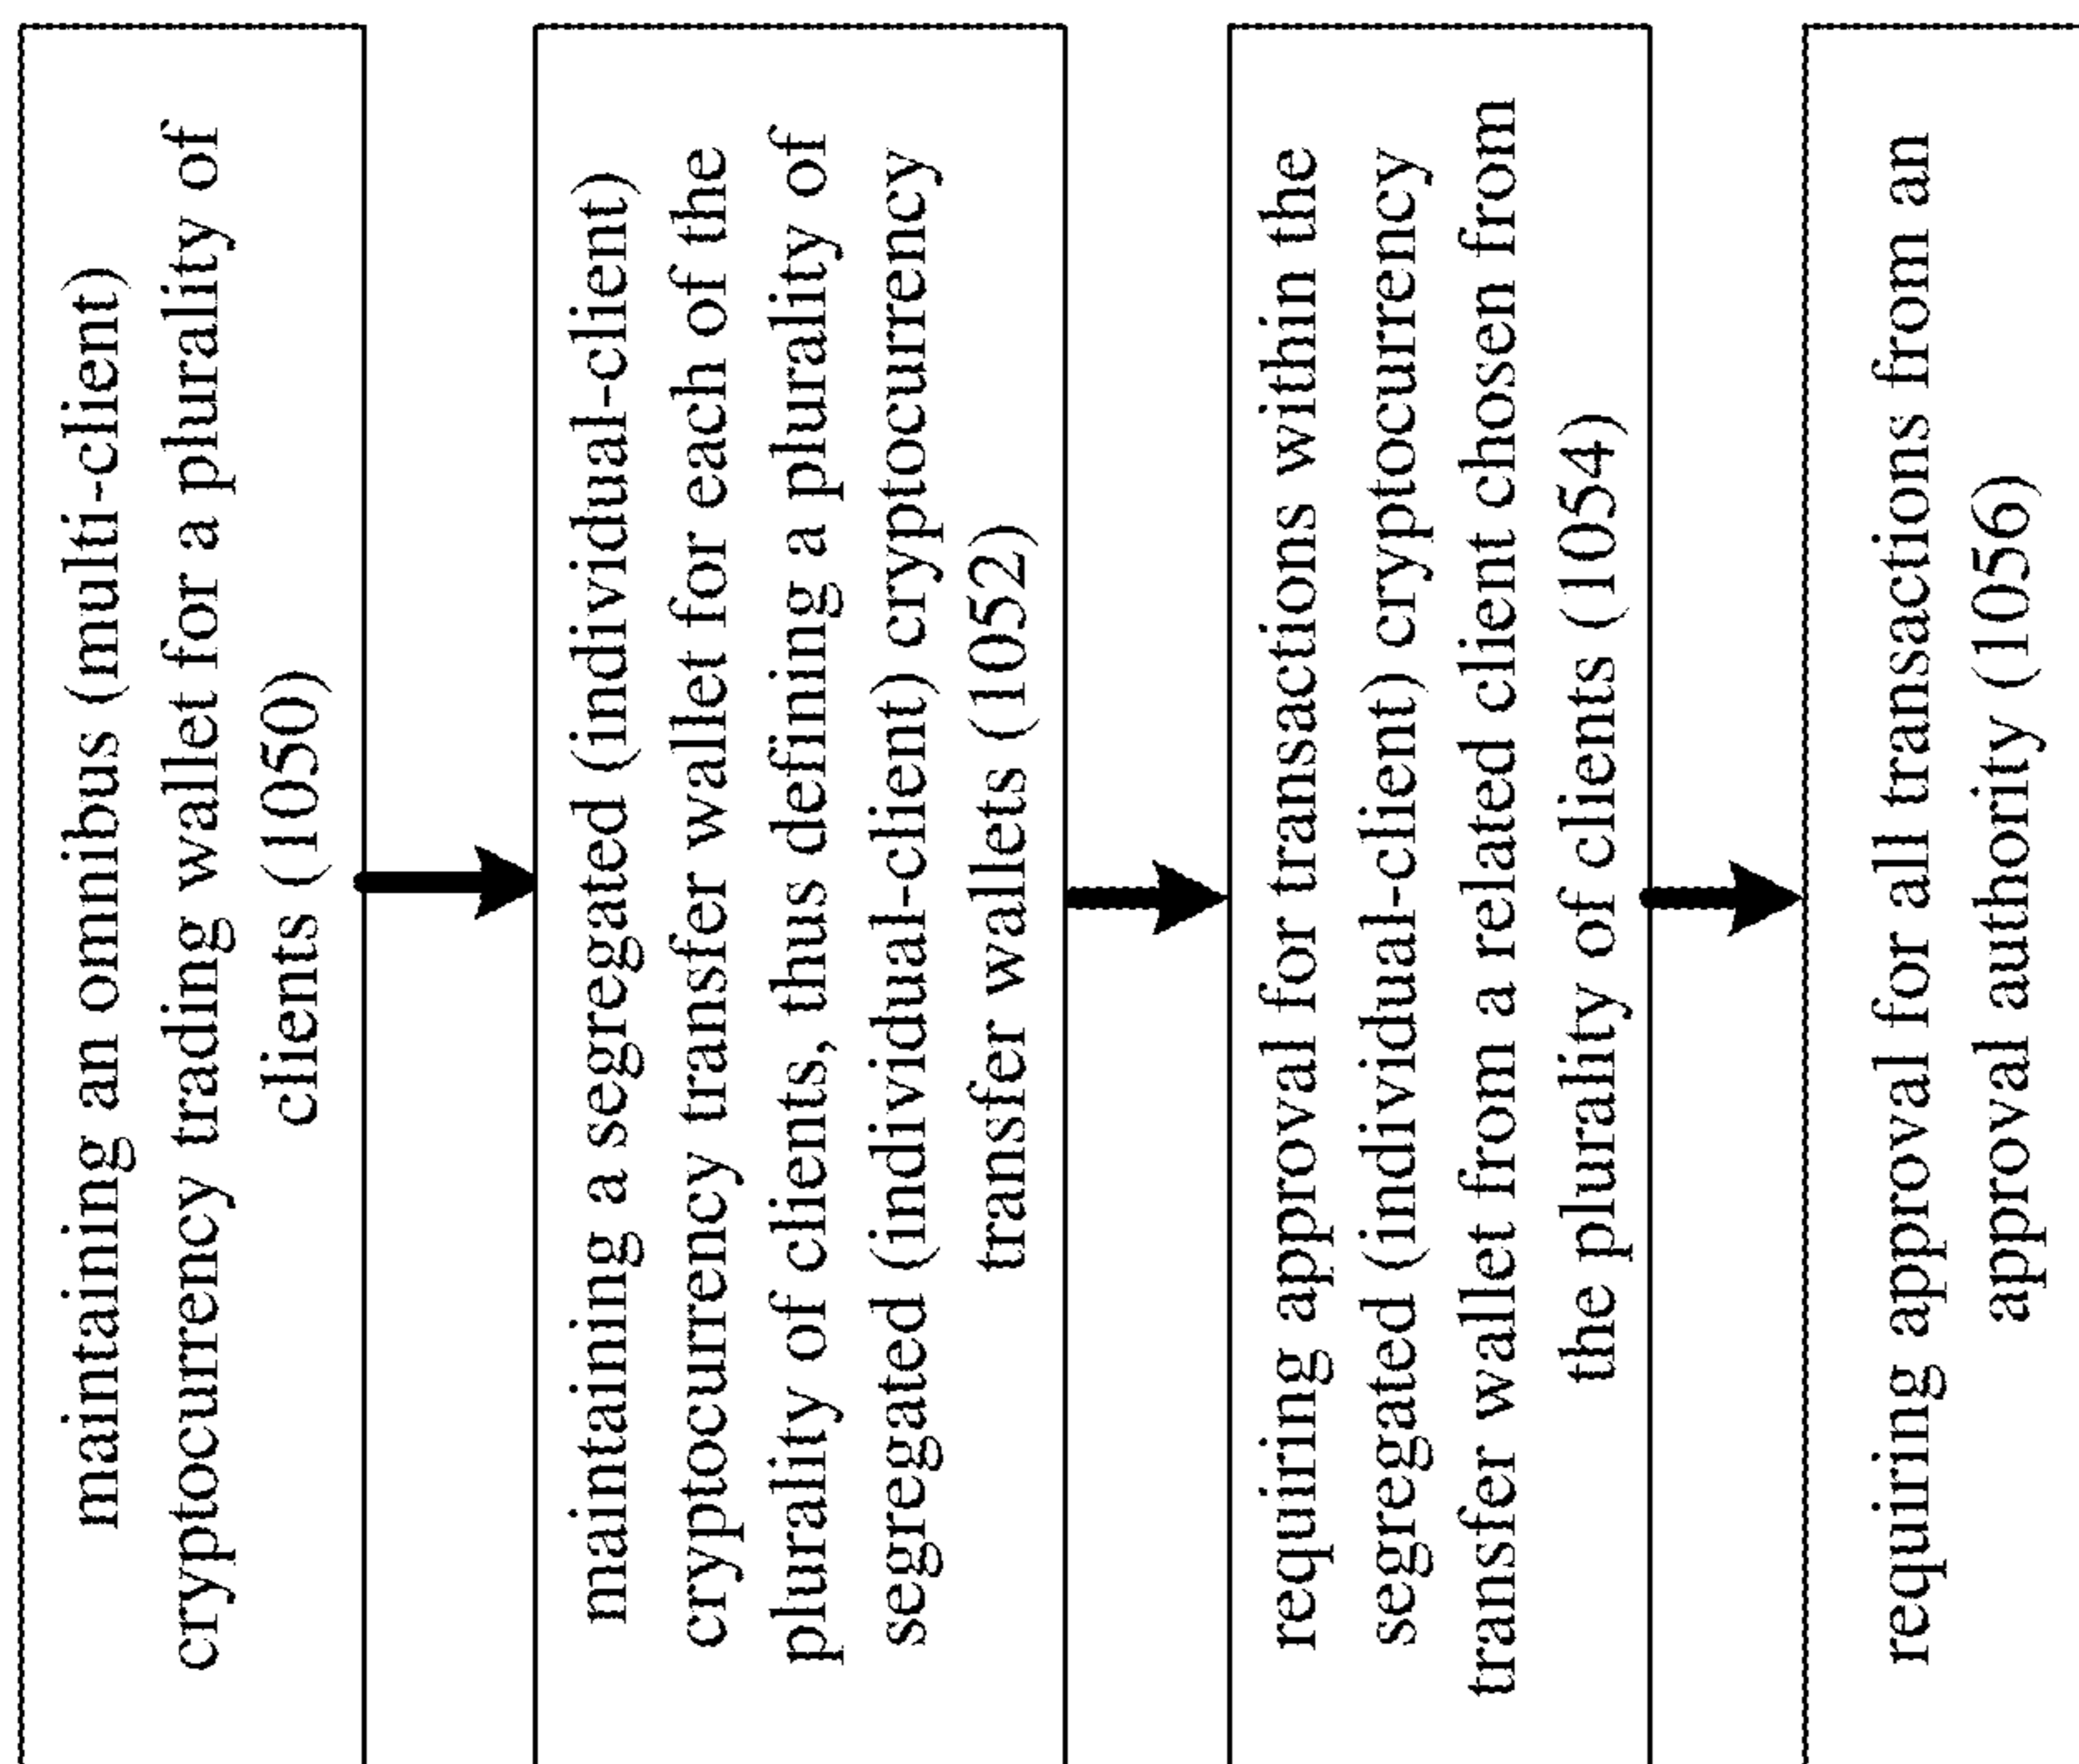 maintaining an omnibus (multi-client)
cryptocurrency trading wallet for a plurality of
clients (1050)
maintaining a segregated (individual-client)
cryptocurrency transfer wallet for each of the
plurality of clients, thus defining a plurality of
segregated (individual-client) cryptocurrency
transfer wallets (1052)
requiring approval for transactions within the
segregated (individual-client) cryptocurrency
transfer wallet from a related client chosen from
the plurality of clients (1054)
requiring approval for all transactions from an
approval authority (1056)